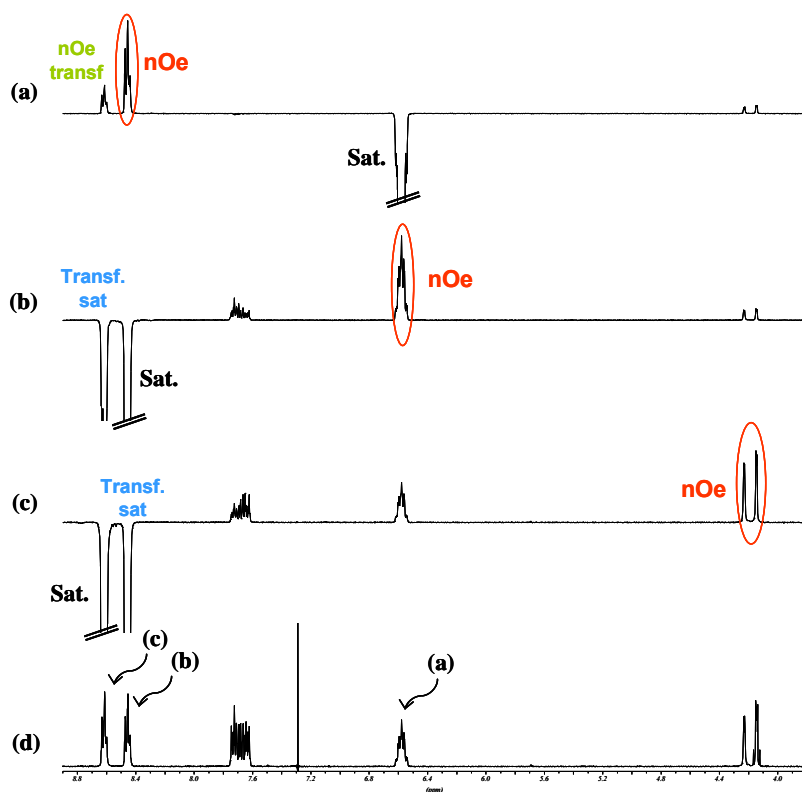 nOe
transf
nOe
(a)
Sat.
Transf.
sat
nOe
(b)
Sat.
Transf.
sat
nOe
(c)
Sat.
(c)
(b)
(a)
(d)
8.8 8.4 8.0 7.6 7.2 6.8 6.4 6.0 5.6 5.2 4.8 4.4 4.0
(ppm)